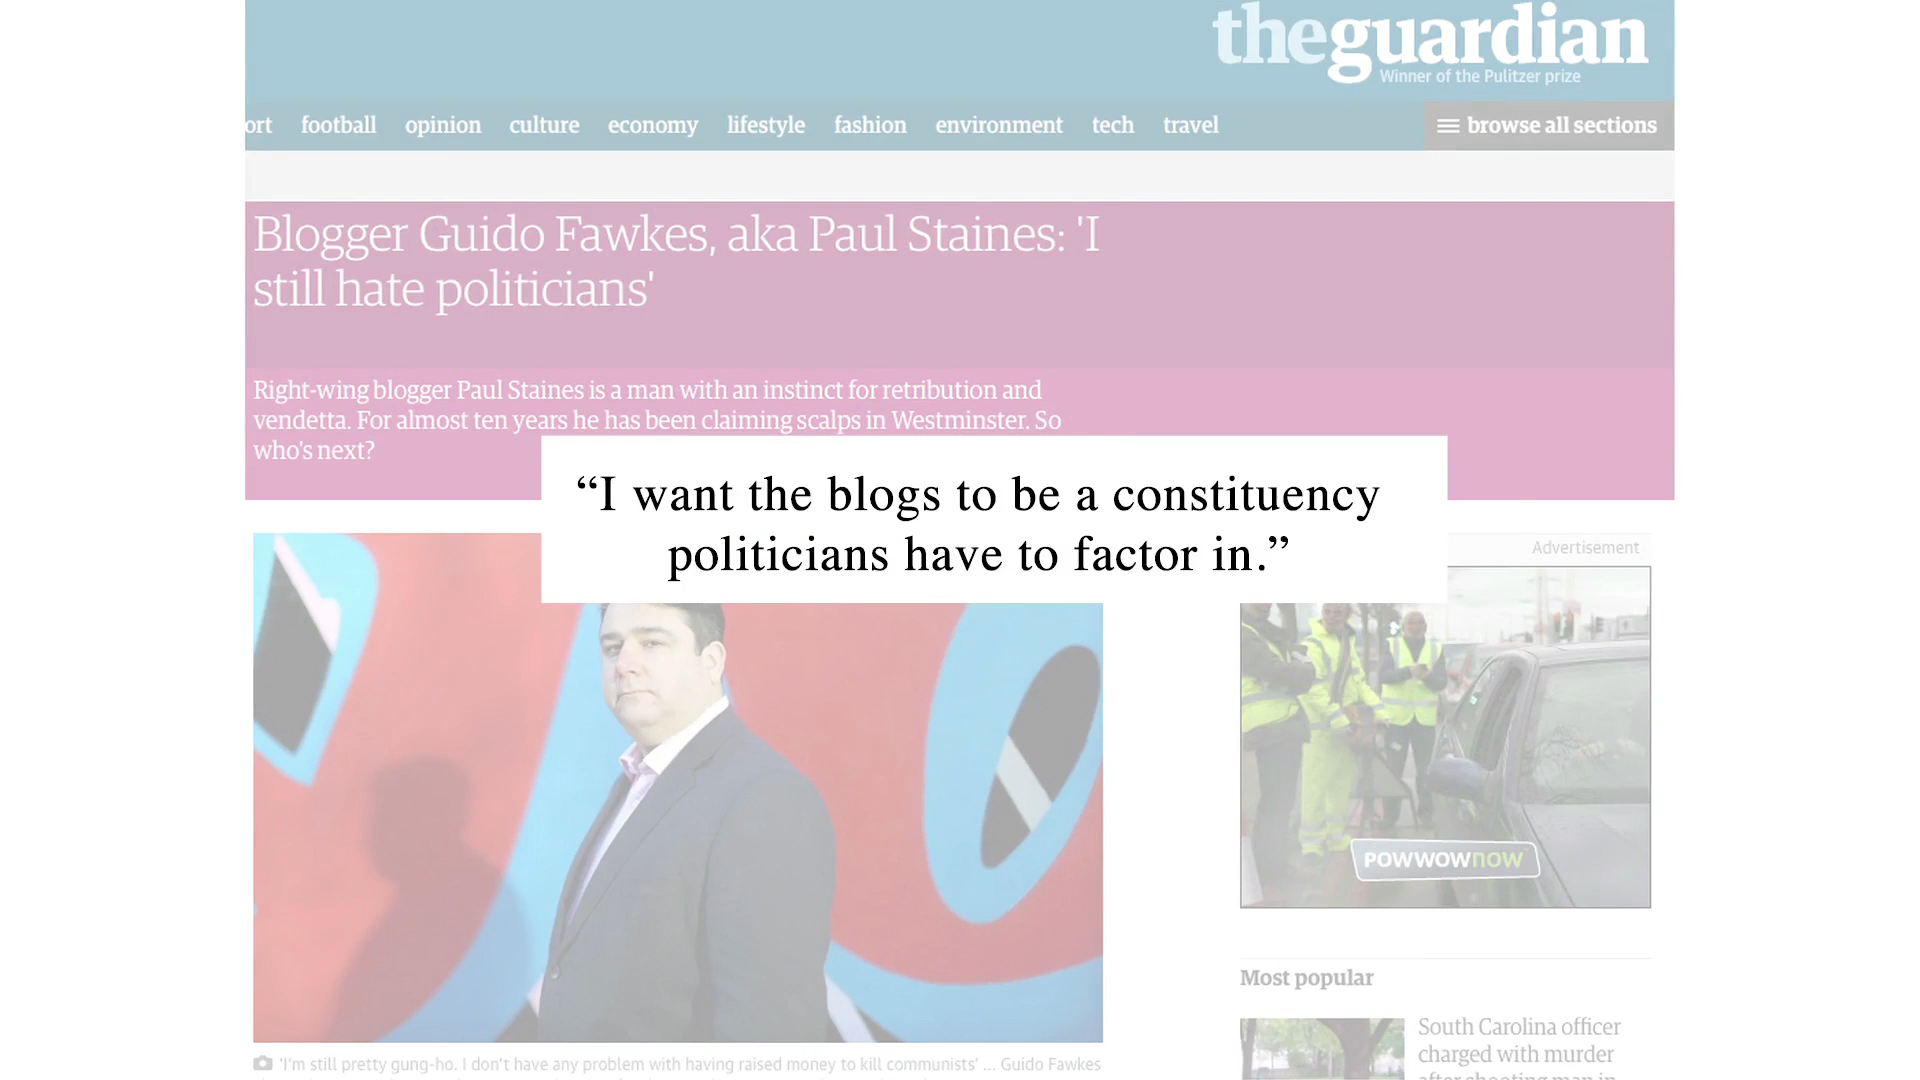 theguardian
Winner of the Pulitzer prize
ort football opinion culture economy lifestyle fashion environment tech travel browse all sections
Blogger Guido Fawkes, aka Paul Staines: 'I
still hate politicians'
Right-wing blogger Paul Staines is a man with an instinct for retribution and
vendetta. For almost ten years he has been claiming scalps in Westminster. So
who's next?
“I want the blogs to be a constituency
politicians have to factor in.”
Advertisement
POWWOWNOW
Most popular
South Carolina officer
charged with murder
after shooting man in
'I'm still pretty gung-ho. I don't have any problem with having raised money to kill communists' ... Guido Fawkes